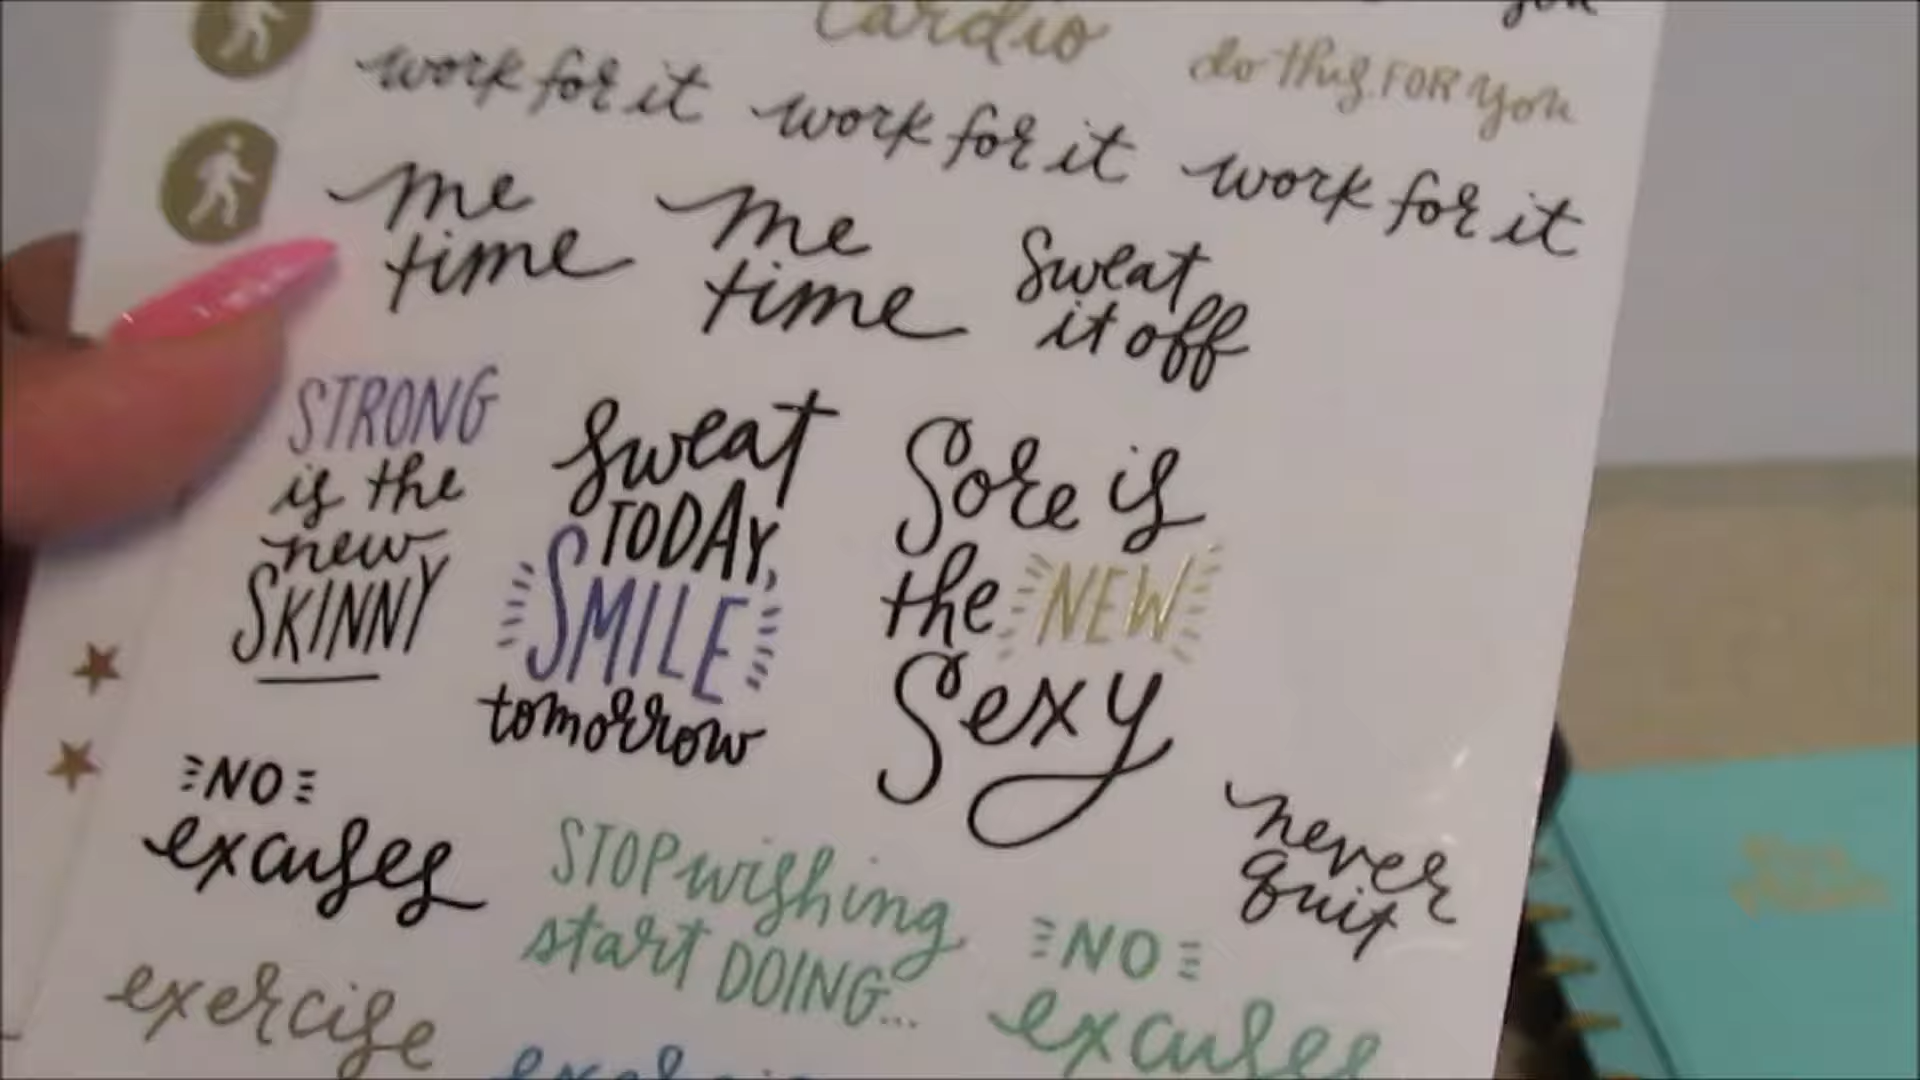 cardio
you
do this FOR you
work for it
work for it
work for it
me
time
me
time
sweat
it off
STRONG
is the
new
SKINNY
sweat
TODAY,
SMILE
tomorrow
Sore is
the NEW
Sexy
NO
excuses
STOP wishing
start DOING...
never
quit
NO
excuses
exercise